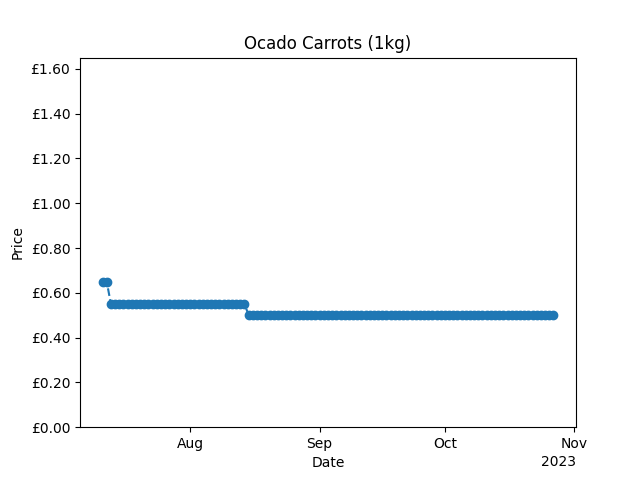 Ocado Carrots (1kg)
£1.60
£1.40
£1.20
£1.00
£0.80
£0.60
£0.40
£0.20
£0.00
Price
Aug Sep Oct Nov
Date
2023